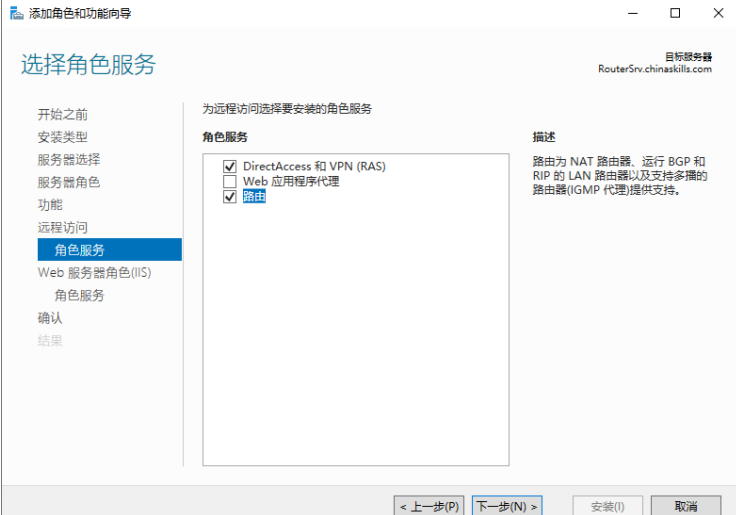 添加角色和功能向导
选择角色服务
目标服务器
RouterSrv.chinaskills.com
开始之前
安装类型
服务器选择
服务器角色
功能
远程访问
角色服务
Web 服务器角色(IIS)
角色服务
确认
结果
为远程访问选择要安装的角色服务
角色服务
DirectAccess 和 VPN (RAS)
Web 应用程序代理
路由
描述
路由为 NAT 路由器、运行 BGP 和
RIP 的 LAN 路由器以及支持多播的
路由器(IGMP 代理)提供支持。
< 上一步(P)
下一步(N) >
安装(I)
取消